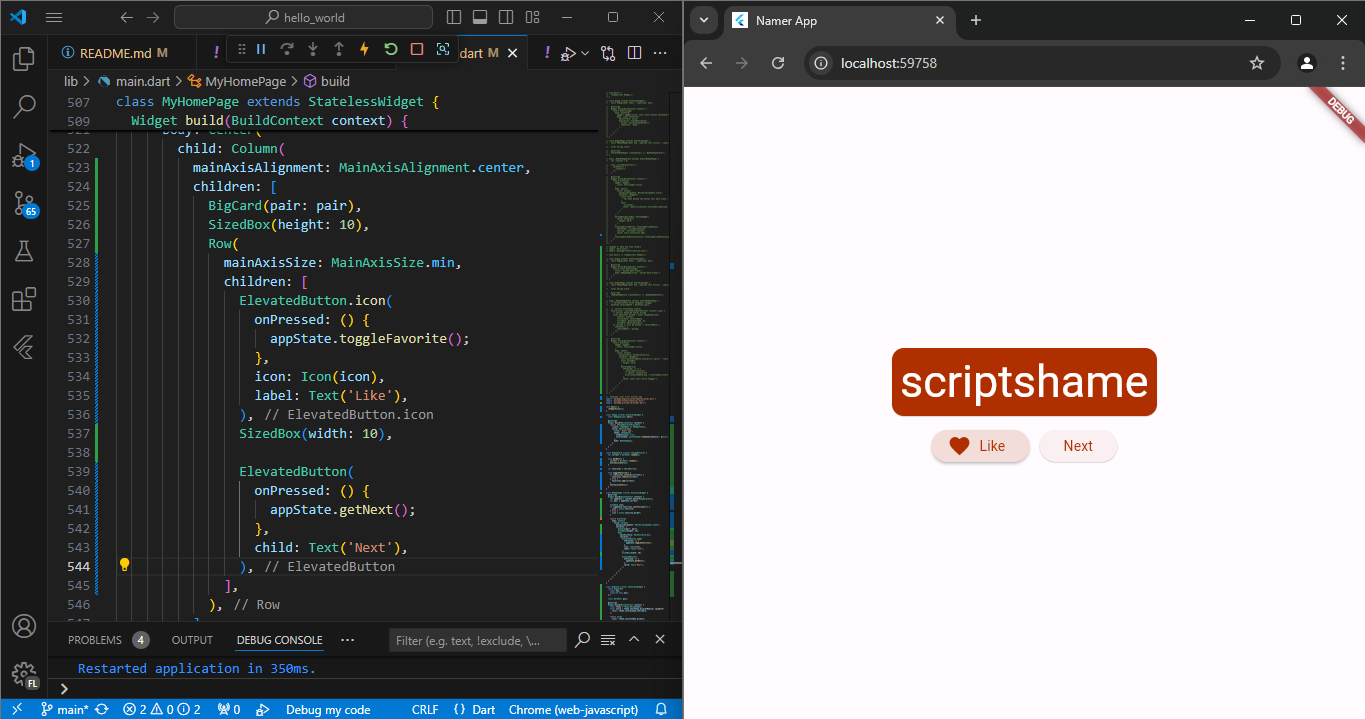 hello_world
README.md M
dart M
lib > main.dart > MyHomePage > build
507 class MyHomePage extends StatelessWidget {
509 Widget build(BuildContext context) {
521 body: Center(
522 child: Column(
523 mainAxisAlignment: MainAxisAlignment.center,
524 children: [
525 BigCard(pair: pair),
526 SizedBox(height: 10),
527 Row(
528 mainAxisSize: MainAxisSize.min,
529 children: [
530 ElevatedButton.icon(
531 onPressed: () {
532 appState.toggleFavorite();
533 },
534 icon: Icon(icon),
535 label: Text('Like'),
536 ), // ElevatedButton.icon
537 SizedBox(width: 10),
538
539 ElevatedButton(
540 onPressed: () {
541 appState.getNext();
542 },
543 child: Text('Next'),
544 ), // ElevatedButton
545 ],
546 ), // Row
1
65
FL
PROBLEMS 4 OUTPUT DEBUG CONSOLE ... Filter (e.g. text, !exclude, \...
Restarted application in 350ms.
>
main* 2 0 2 0 Debug my code CRLF {} Dart Chrome (web-javascript)
Namer App
localhost:59758
DEBUG
scriptshame
Like Next